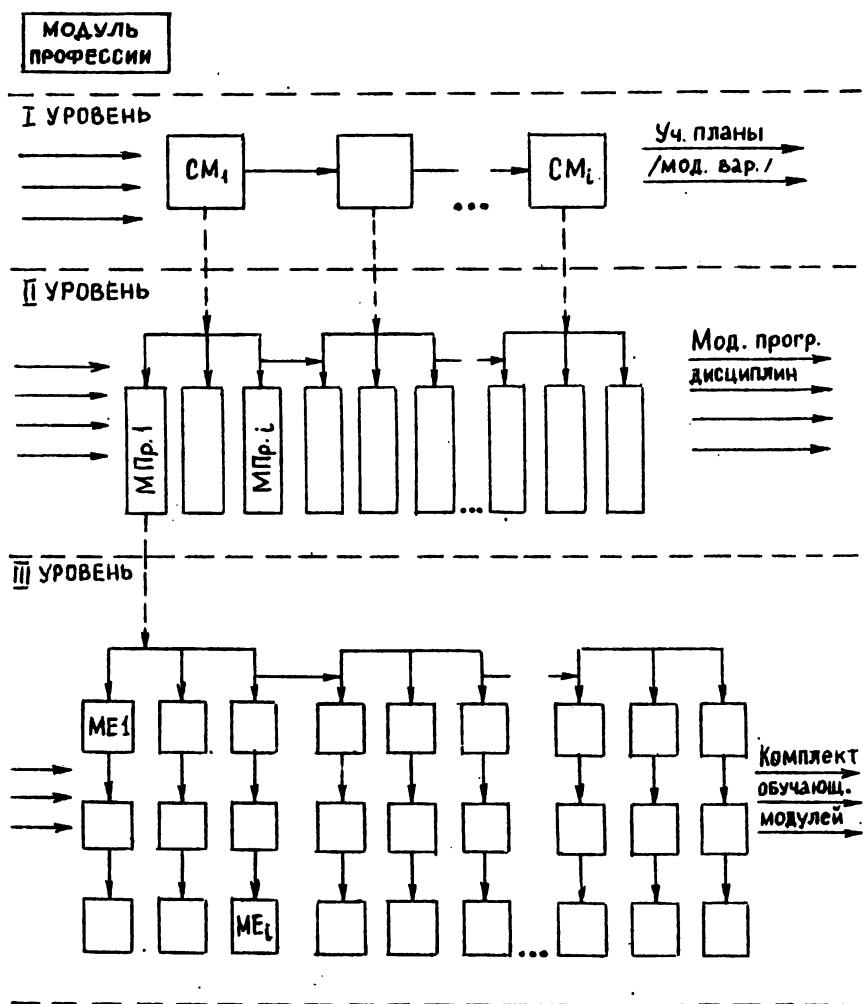 МОДУЛЬ
ПРОФЕССИИ
I УРОВЕНЬ
СМ₁
...
СМᵢ
Уч. планы
/мод. вар./
II УРОВЕНЬ
МПр.1
МПр.i
...
Мод. прогр.
дисциплин
III УРОВЕНЬ
МЕ1
МЕᵢ
...
Комплект
обучающ.
модулей